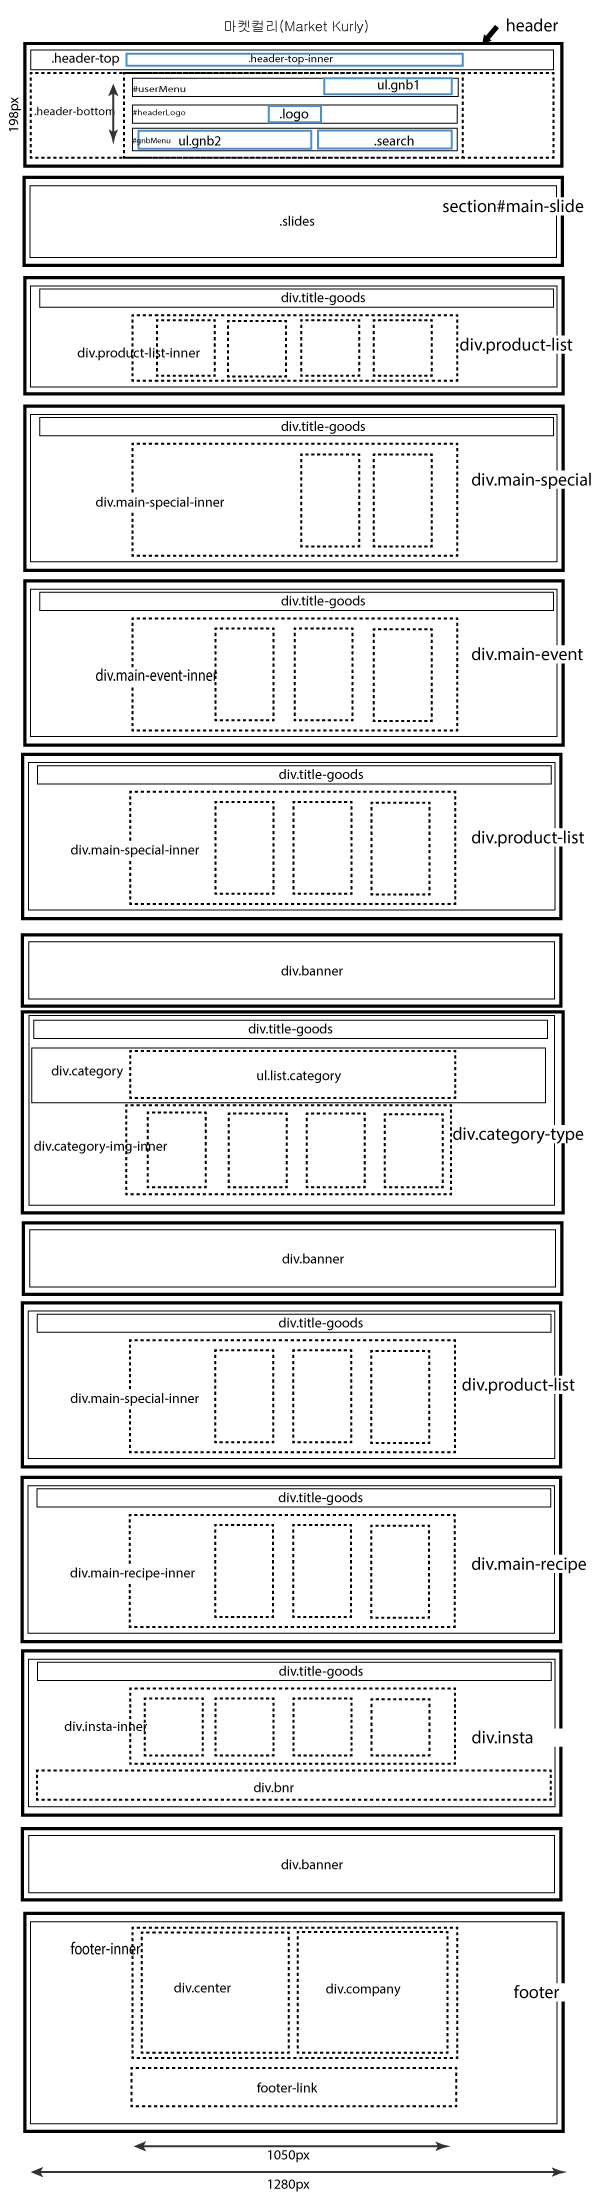 마켓컬리(Market Kurly)
header
.header-top
.header-top-inner
198px
.header-bottom
#userMenu
ul.gnb1
#headerLogo
.logo
#gnbMenu
ul.gnb2
.search
section#main-slide
.slides
div.title-goods
div.product-list-inner
div.product-list
div.title-goods
div.main-special-inner
div.main-special
div.title-goods
div.main-event-inner
div.main-event
div.title-goods
div.main-special-inner
div.product-list
div.banner
div.title-goods
div.category
ul.list.category
div.category-img-inner
div.category-type
div.banner
div.title-goods
div.main-special-inner
div.product-list
div.title-goods
div.main-recipe-inner
div.main-recipe
div.title-goods
div.insta-inner
div.insta
div.bnr
div.banner
footer-inner
div.center
div.company
footer
footer-link
1050px
1280px